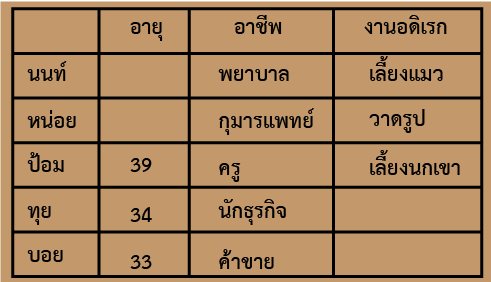 อายุ อาชีพ งานอดิเรก
นนท์ พยาบาล เลี้ยงแมว
หน่อย กุมารแพทย์ วาดรูป
ป้อม 39 ครู เลี้ยงนกเขา
ทุย 34 นักธุรกิจ
บอย 33 ค้าขาย